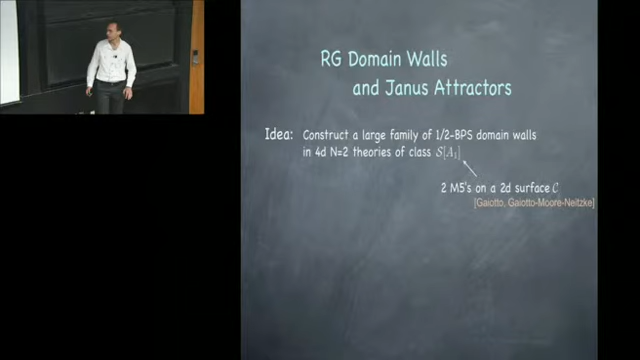 RG Domain Walls
and Janus Attractors
Idea: Construct a large family of 1/2-BPS domain walls
in 4d N=2 theories of class S[A₁]
2 M5's on a 2d surface C
[Gaiotto, Gaiotto-Moore-Neitzke]